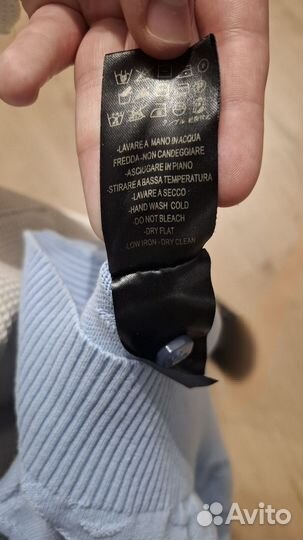 -LAVARE A MANO IN ACQUA
FREDDA-NON CANDEGGIARE
-ASCIUGARE IN PIANO
-STIRARE A BASSA TEMPERATURA
-LAVARE A SECCO:
-HAND WASH COLD
-DO NOT BLEACH
-DRY FLAT
-LOW IRON-DRY CLEAN
Avito